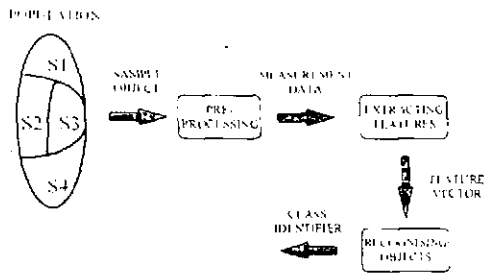 POPULATION
S1
S2
S3
S4
SAMPLE
OBJECT
PRE-
PROCESSING
MEASUREMENT
DATA
EXTRACTING
FEATURES
FEATURE
VECTOR
RECOGNISING
OBJECTS
CLASS
IDENTIFIER